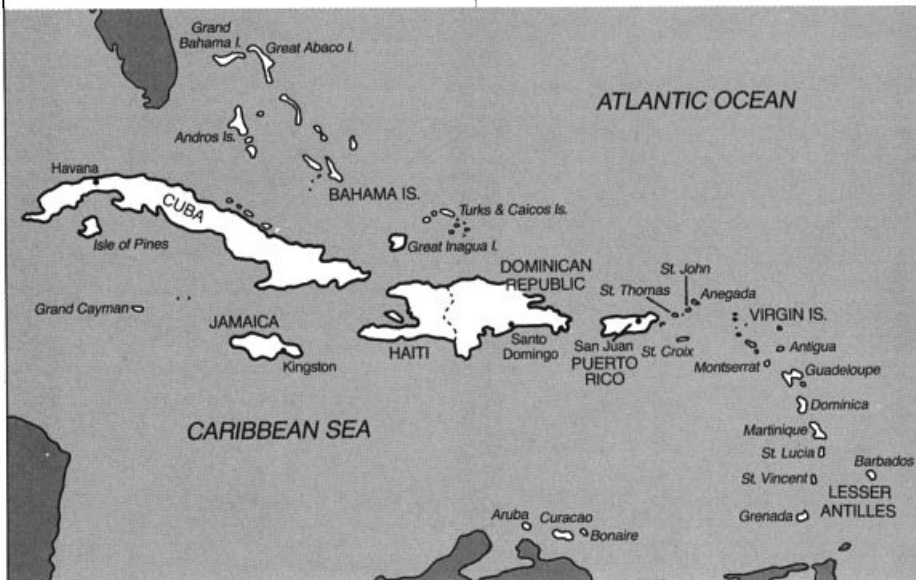 Grand
Bahama I.
Great Abaco I.
ATLANTIC OCEAN
Andros Is.
Havana
BAHAMA IS.
CUBA
Turks & Caicos Is.
Isle of Pines
Great Inagua I.
DOMINICAN
REPUBLIC
St. John
St. Thomas
Anegada
Grand Cayman
VIRGIN IS.
JAMAICA
HAITI
Santo
Domingo
San Juan
PUERTO
RICO
St. Croix
Antigua
Kingston
Montserrat
Guadeloupe
Dominica
CARIBBEAN SEA
Martinique
St. Lucia
Barbados
St. Vincent
LESSER
ANTILLES
Aruba
Curacao
Bonaire
Grenada